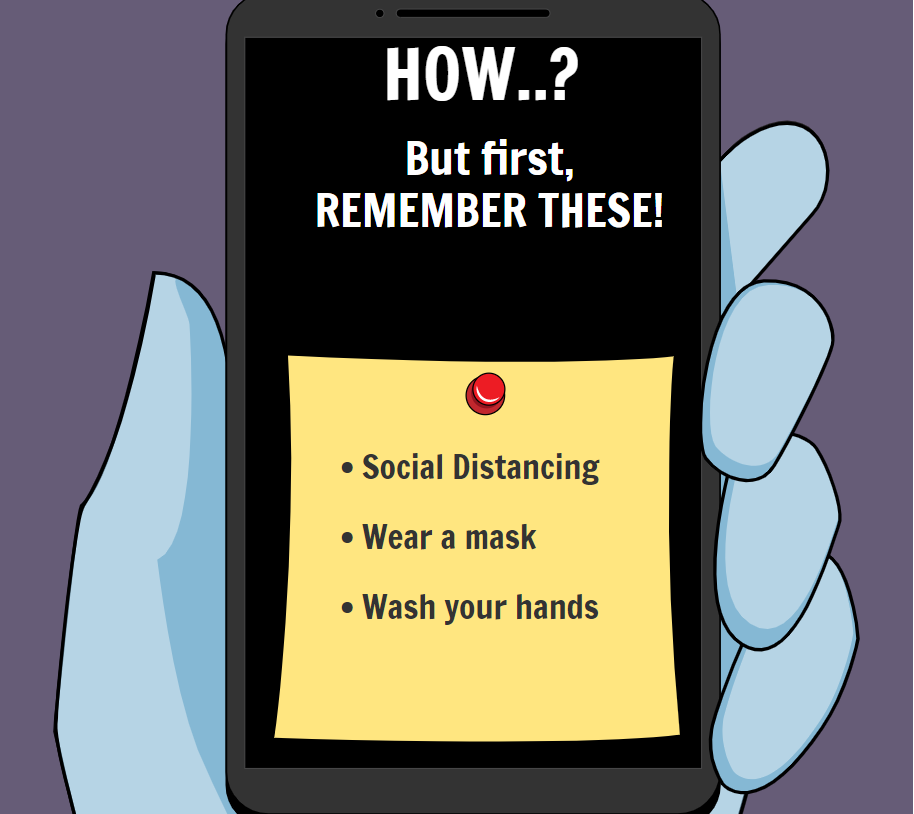 HOW..?
But first,
REMEMBER THESE!
• Social Distancing
• Wear a mask
• Wash your hands